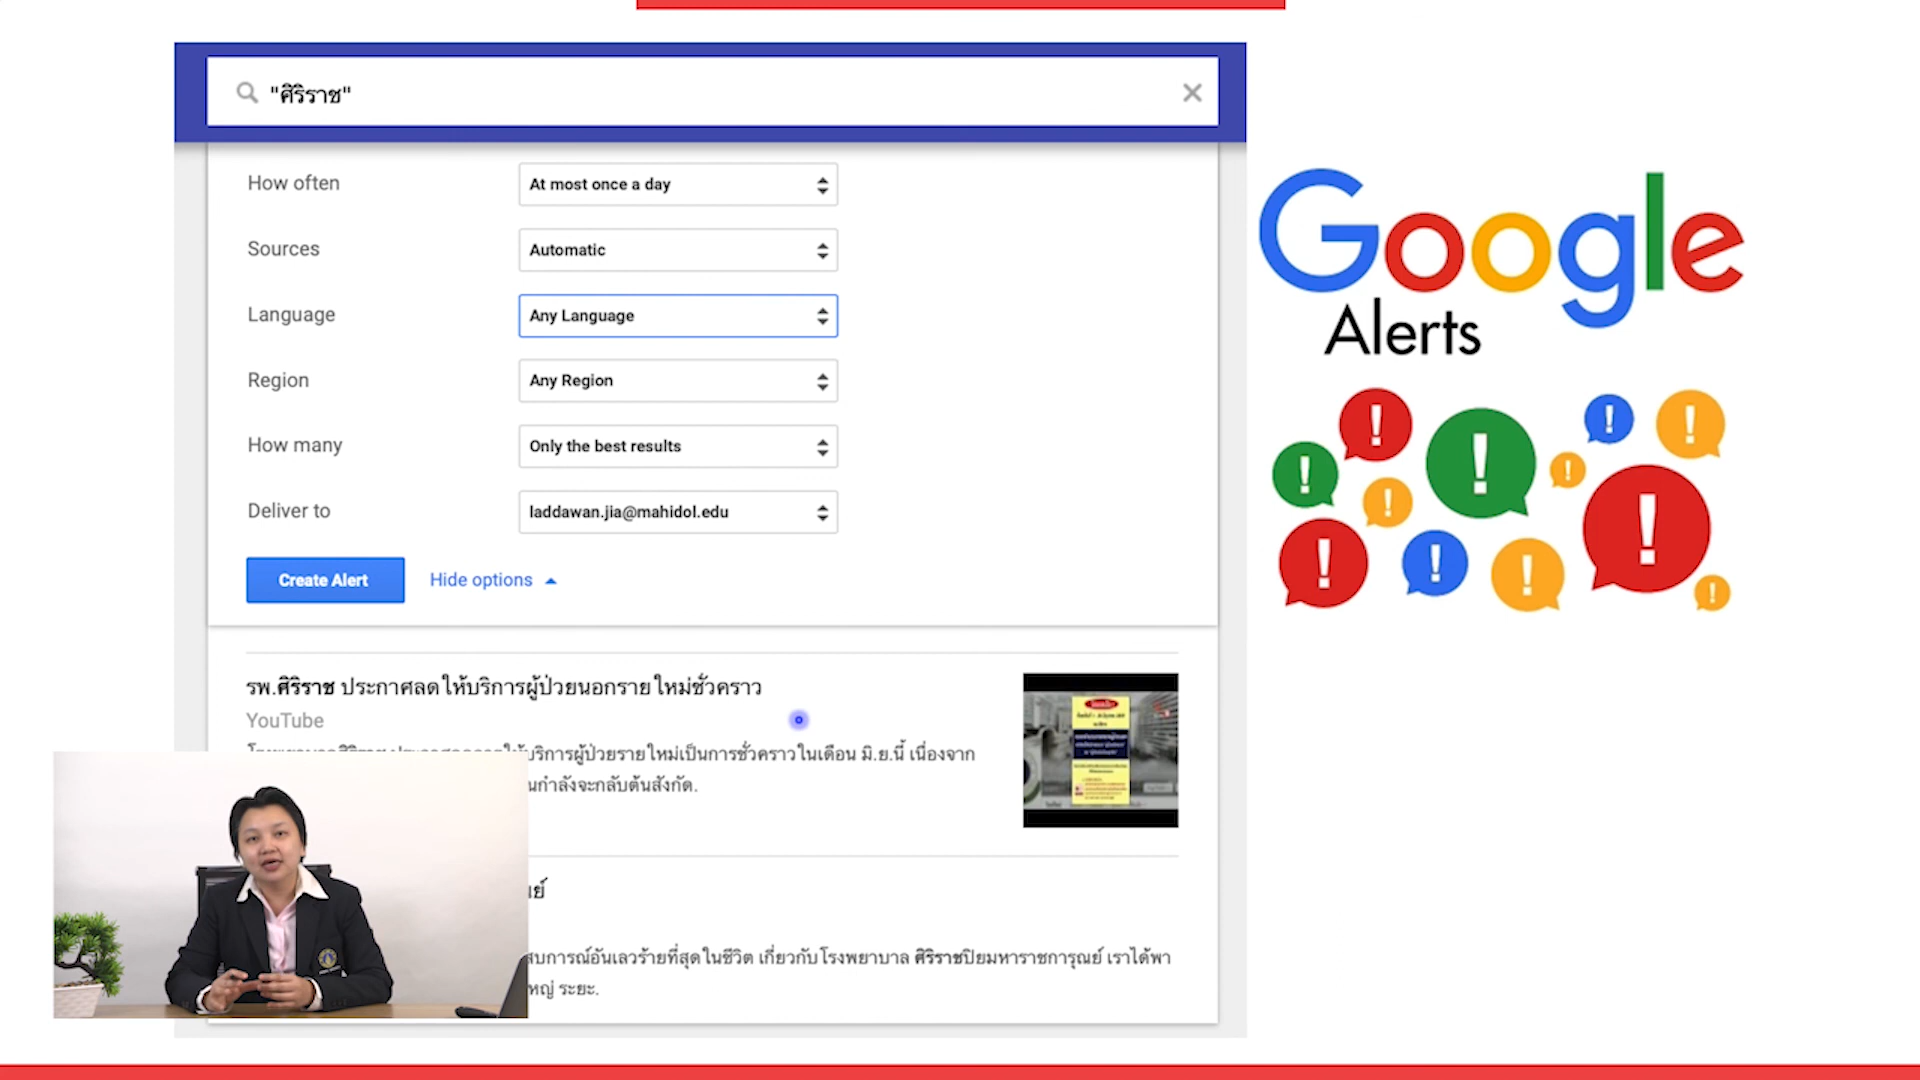 "ศิริราช"
How often
At most once a day
Sources
Automatic
Language
Any Language
Region
Any Region
How many
Only the best results
Deliver to
laddawan.jia@mahidol.edu
Create Alert
Hide options
Google
Alerts
รพ.ศิริราช ประกาศลดให้บริการผู้ป่วยนอกรายใหม่ชั่วคราว
YouTube
บริการผู้ป่วยรายใหม่เป็นการชั่วคราวในเดือน มิ.ย.นี้ เนื่องจาก
นกำลังจะกลับต้นสังกัด.
ย์
สบการณ์อันเลวร้ายที่สุดในชีวิต เกี่ยวกับโรงพยาบาล ศิริราชปิยมหาราชการุณย์ เราได้พา
หญ่ ระยะ.